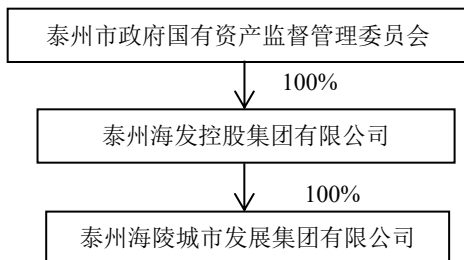 泰州市政府国有资产监督管理委员会
100%
泰州海发控股集团有限公司
100%
泰州海陵城市发展集团有限公司